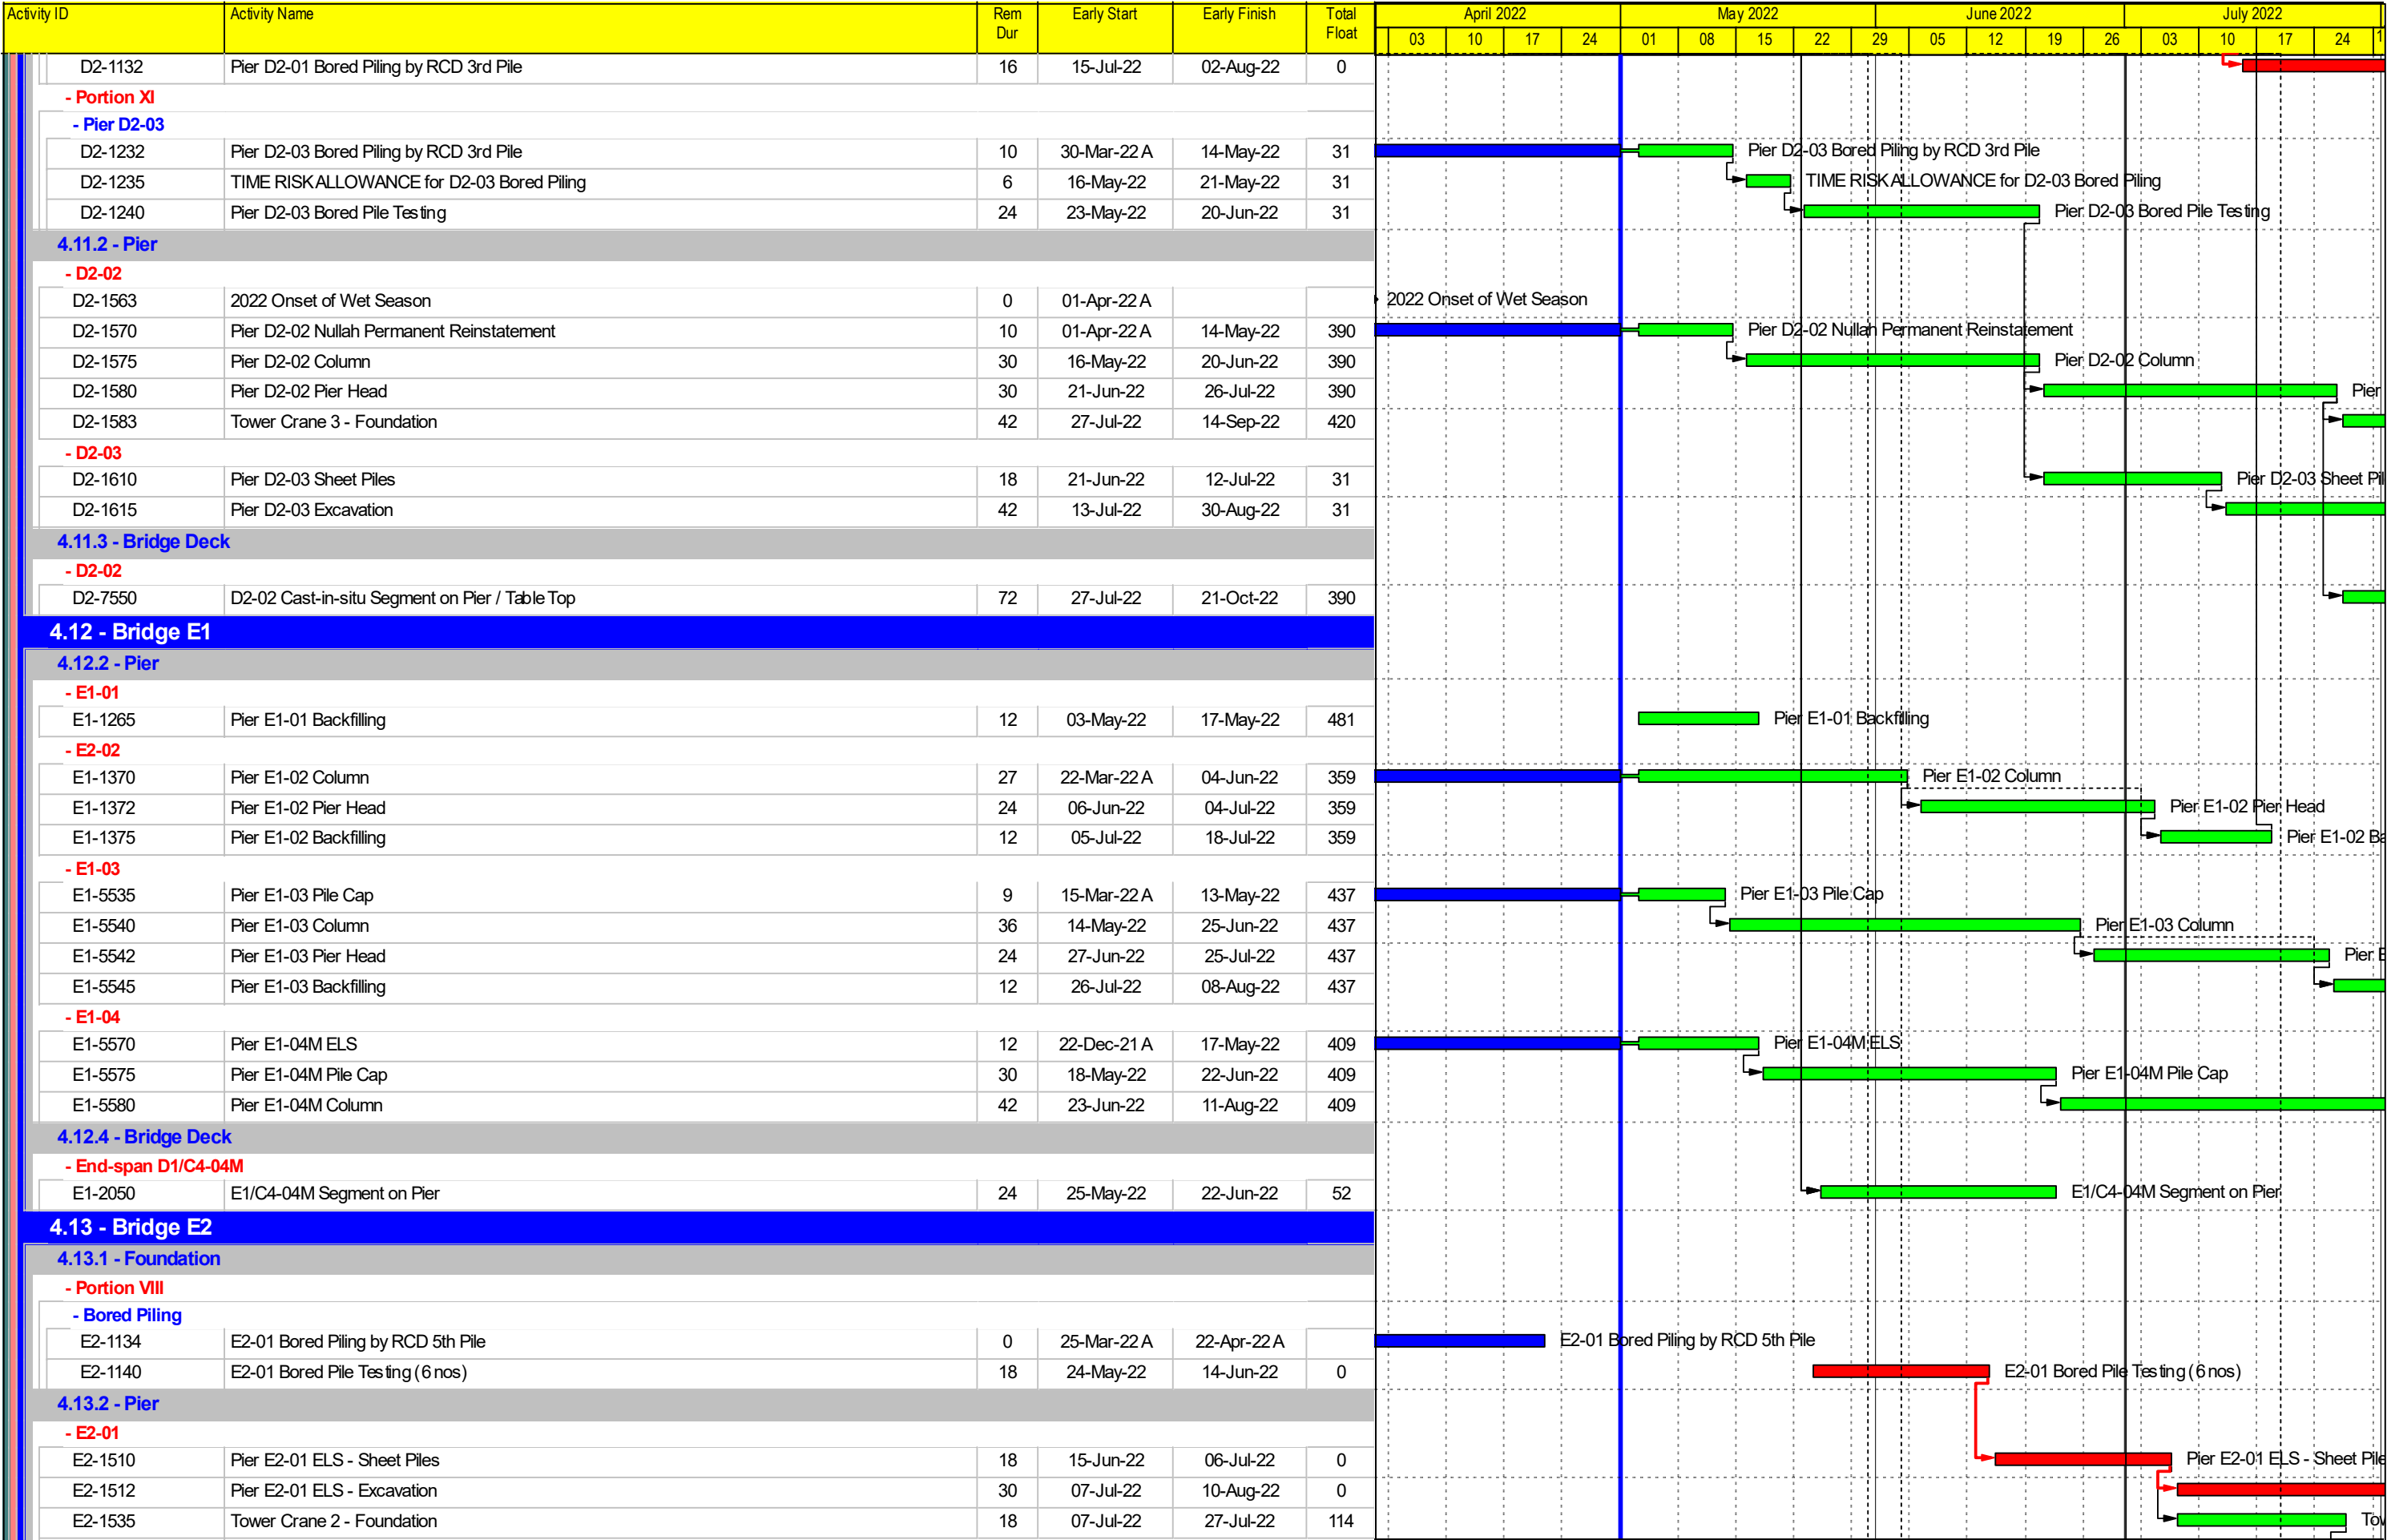 Activity ID Activity Name Rem Dur Early Start Early Finish Total Float April 2022 May 2022 June 2022 July 2022
03 10 17 24 01 08 15 22 29 05 12 19 26 03 10 17 24 1
D2-1132 Pier D2-01 Bored Piling by RCD 3rd Pile 16 15-Jul-22 02-Aug-22 0
- Portion XI
- Pier D2-03
D2-1232 Pier D2-03 Bored Piling by RCD 3rd Pile 10 30-Mar-22 A 14-May-22 31 Pier D2-03 Bored Piling by RCD 3rd Pile
D2-1235 TIME RISK ALLOWANCE for D2-03 Bored Piling 6 16-May-22 21-May-22 31 TIME RISK ALLOWANCE for D2-03 Bored Piling
D2-1240 Pier D2-03 Bored Pile Testing 24 23-May-22 20-Jun-22 31 Pier D2-03 Bored Pile Testing
4.11.2 - Pier
- D2-02
D2-1563 2022 Onset of Wet Season 0 01-Apr-22 A 2022 Onset of Wet Season
D2-1570 Pier D2-02 Nullah Permanent Reinstatement 10 01-Apr-22 A 14-May-22 390 Pier D2-02 Nullah Permanent Reinstatement
D2-1575 Pier D2-02 Column 30 16-May-22 20-Jun-22 390 Pier D2-02 Column
D2-1580 Pier D2-02 Pier Head 30 21-Jun-22 26-Jul-22 390 Pier
D2-1583 Tower Crane 3 - Foundation 42 27-Jul-22 14-Sep-22 420
- D2-03
D2-1610 Pier D2-03 Sheet Piles 18 21-Jun-22 12-Jul-22 31 Pier D2-03 Sheet Pil
D2-1615 Pier D2-03 Excavation 42 13-Jul-22 30-Aug-22 31
4.11.3 - Bridge Deck
- D2-02
D2-7550 D2-02 Cast-in-situ Segment on Pier / Table Top 72 27-Jul-22 21-Oct-22 390
4.12 - Bridge E1
4.12.2 - Pier
- E1-01
E1-1265 Pier E1-01 Backfilling 12 03-May-22 17-May-22 481 Pier E1-01 Backfilling
- E2-02
E1-1370 Pier E1-02 Column 27 22-Mar-22 A 04-Jun-22 359 Pier E1-02 Column
E1-1372 Pier E1-02 Pier Head 24 06-Jun-22 04-Jul-22 359 Pier E1-02 Pier Head
E1-1375 Pier E1-02 Backfilling 12 05-Jul-22 18-Jul-22 359 Pier E1-02 Ba
- E1-03
E1-5535 Pier E1-03 Pile Cap 9 15-Mar-22 A 13-May-22 437 Pier E1-03 Pile Cap
E1-5540 Pier E1-03 Column 36 14-May-22 25-Jun-22 437 Pier E1-03 Column
E1-5542 Pier E1-03 Pier Head 24 27-Jun-22 25-Jul-22 437 Pier E
E1-5545 Pier E1-03 Backfilling 12 26-Jul-22 08-Aug-22 437
- E1-04
E1-5570 Pier E1-04M ELS 12 22-Dec-21 A 17-May-22 409 Pier E1-04M ELS
E1-5575 Pier E1-04M Pile Cap 30 18-May-22 22-Jun-22 409 Pier E1-04M Pile Cap
E1-5580 Pier E1-04M Column 42 23-Jun-22 11-Aug-22 409
4.12.4 - Bridge Deck
- End-span D1/C4-04M
E1-2050 E1/C4-04M Segment on Pier 24 25-May-22 22-Jun-22 52 E1/C4-04M Segment on Pier
4.13 - Bridge E2
4.13.1 - Foundation
- Portion VIII
- Bored Piling
E2-1134 E2-01 Bored Piling by RCD 5th Pile 0 25-Mar-22 A 22-Apr-22 A E2-01 Bored Piling by RCD 5th Pile
E2-1140 E2-01 Bored Pile Testing (6 nos) 18 24-May-22 14-Jun-22 0 E2-01 Bored Pile Testing (6 nos)
4.13.2 - Pier
- E2-01
E2-1510 Pier E2-01 ELS - Sheet Piles 18 15-Jun-22 06-Jul-22 0 Pier E2-01 ELS - Sheet Pile
E2-1512 Pier E2-01 ELS - Excavation 30 07-Jul-22 10-Aug-22 0
E2-1535 Tower Crane 2 - Foundation 18 07-Jul-22 27-Jul-22 114 Tov